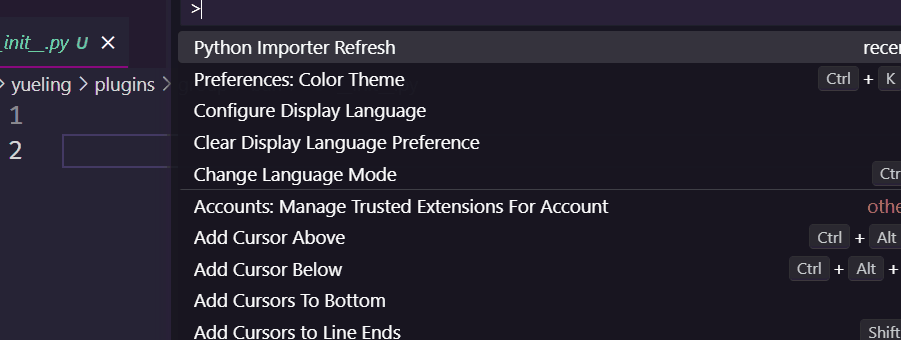 >
_init__.py U ×
> yueling > plugins >
1
2
Python Importer Refresh rece
Preferences: Color Theme Ctrl + K
Configure Display Language
Clear Display Language Preference
Change Language Mode Ctr
Accounts: Manage Trusted Extensions For Account othe
Add Cursor Above Ctrl + Alt
Add Cursor Below Ctrl + Alt +
Add Cursors To Bottom
Add Cursors to Line Ends Shift